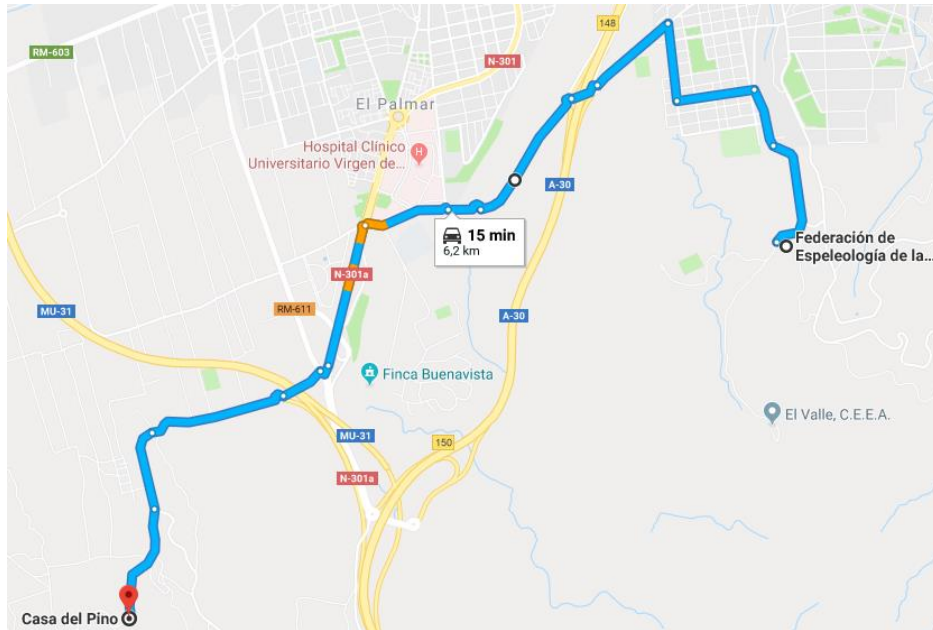 148
RM-603
N-301
El Palmar
Hospital Clínico
Universitario Virgen de...
A-30
15 min
6,2 km
Federación de
Espeleología de la...
N-301a
MU-31
RM-611
A-30
Finca Buenavista
El Valle, C.E.E.A.
MU-31
150
N-301a
Casa del Pino